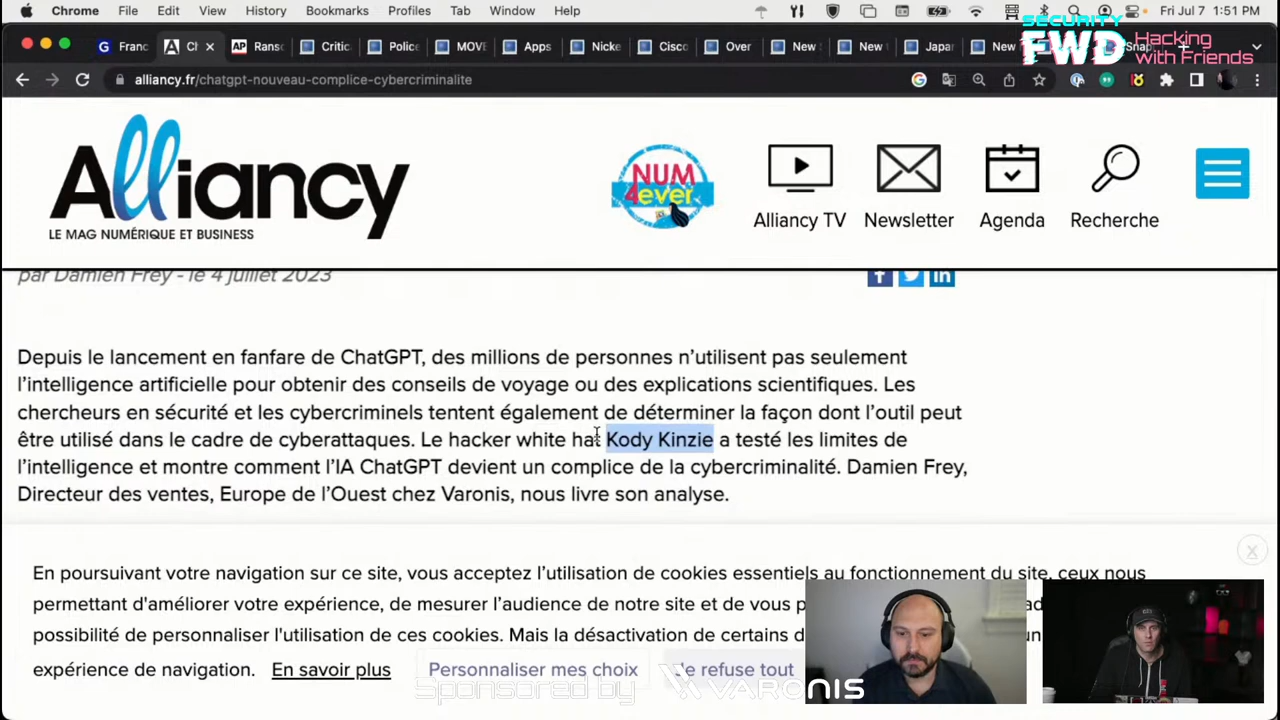 Chrome File Edit View History Bookmarks Profiles Tab Window Help Fri Jul 7 1:51 PM
SECURITY
FWD Hacking with Friends
Franc
Cl
AP Rans
Critic
Police
MOVE
Apps
Nicke
Cisco
Over
New
New
Japan
New
Snap
alliancy.fr/chatgpt-nouveau-complice-cybercriminalite
Alliancy
LE MAG NUMÉRIQUE ET BUSINESS
NUM
4ever
Alliancy TV Newsletter Agenda Recherche
par Damien Frey - le 4 juillet 2023
Depuis le lancement en fanfare de ChatGPT, des millions de personnes n’utilisent pas seulement
l’intelligence artificielle pour obtenir des conseils de voyage ou des explications scientifiques. Les
chercheurs en sécurité et les cybercriminels tentent également de déterminer la façon dont l’outil peut
être utilisé dans le cadre de cyberattaques. Le hacker white hat Kody Kinzie a testé les limites de
l’intelligence et montre comment l’IA ChatGPT devient un complice de la cybercriminalité. Damien Frey,
Directeur des ventes, Europe de l’Ouest chez Varonis, nous livre son analyse.
En poursuivant votre navigation sur ce site, vous acceptez l’utilisation de cookies essentiels au fonctionnement du site, ceux nous
permettant d'améliorer votre expérience, de mesurer l’audience de notre site et de vous
possibilité de personnaliser l'utilisation de ces cookies. Mais la désactivation de certains
expérience de navigation. En savoir plus Personnaliser mes choix Je refuse tout
Sponsored by VARONIS